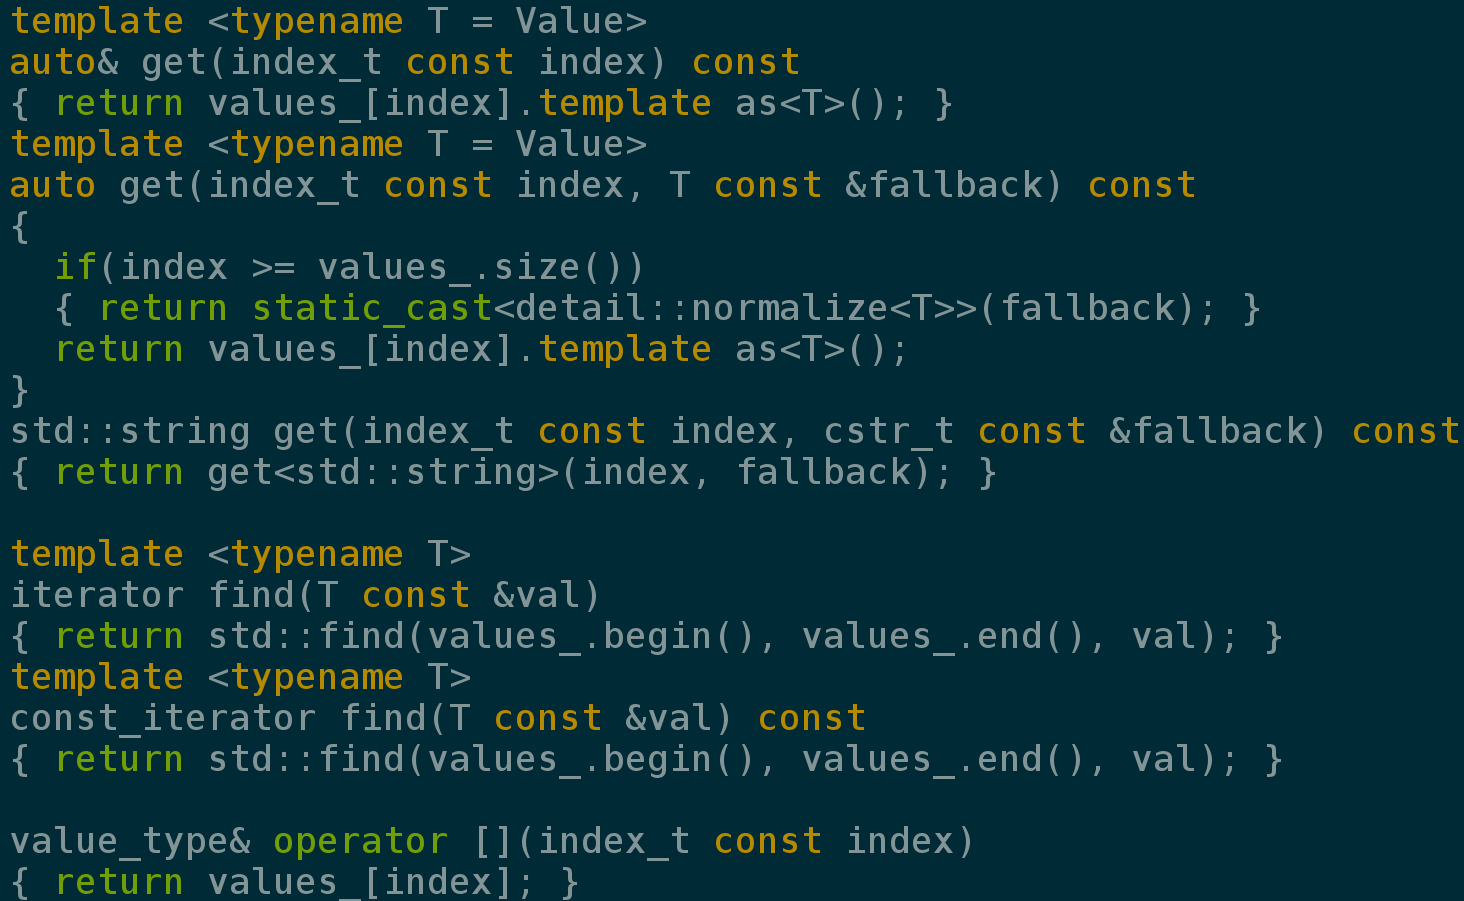 template <typename T = Value>
auto& get(index_t const index) const
{ return values_[index].template as<T>(); }
template <typename T = Value>
auto get(index_t const index, T const &fallback) const
{
  if(index >= values_.size())
  { return static_cast<detail::normalize<T>>(fallback); }
  return values_[index].template as<T>();
}
std::string get(index_t const index, cstr_t const &fallback) const
{ return get<std::string>(index, fallback); }

template <typename T>
iterator find(T const &val)
{ return std::find(values_.begin(), values_.end(), val); }
template <typename T>
const_iterator find(T const &val) const
{ return std::find(values_.begin(), values_.end(), val); }

value_type& operator [](index_t const index)
{ return values_[index]; }